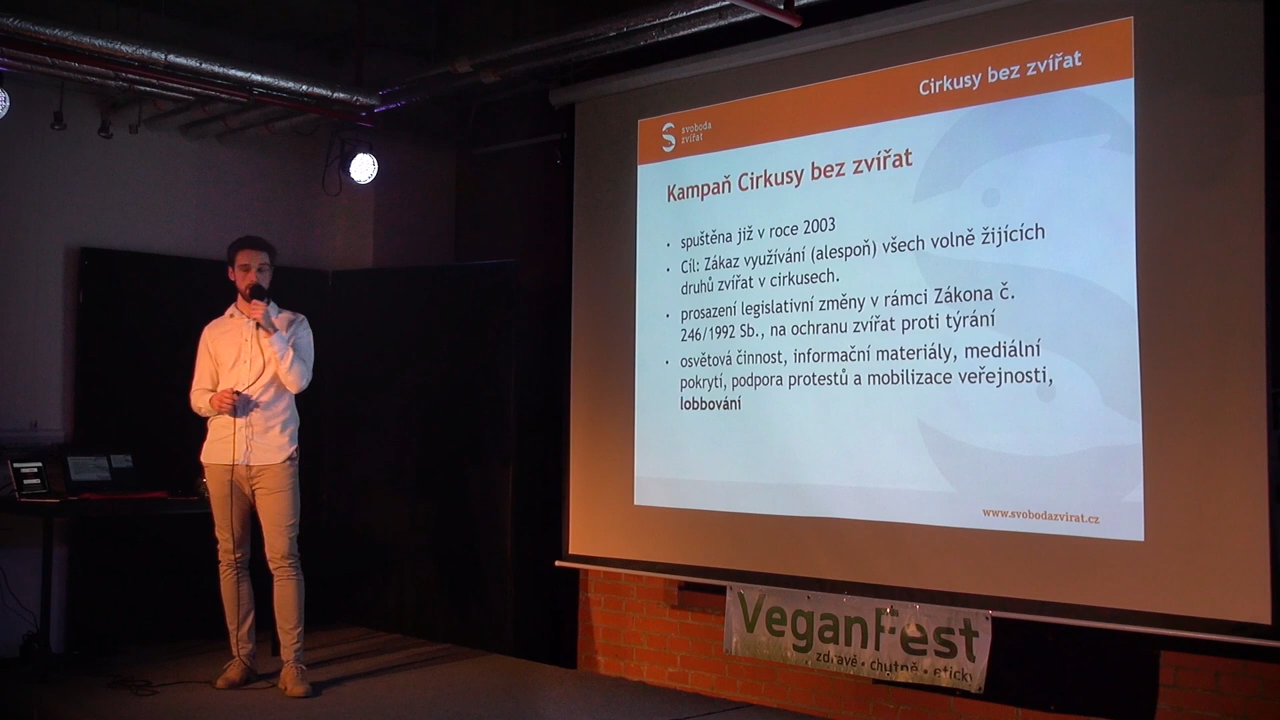 Cirkusy bez zvířat
svoboda
zvířat
Kampaň Cirkusy bez zvířat
• spuštěna již v roce 2003
• Cíl: Zákaz využívání (alespoň) všech volně žijících
druhů zvířat v cirkusech.
• prosazení legislativní změny v rámci Zákona č.
246/1992 Sb., na ochranu zvířat proti týrání
• osvětová činnost, informační materiály, mediální
pokrytí, podpora protestů a mobilizace veřejnosti,
lobbování
www.svobodazvirat.cz
VeganFest
zdravě • chutně • eticky